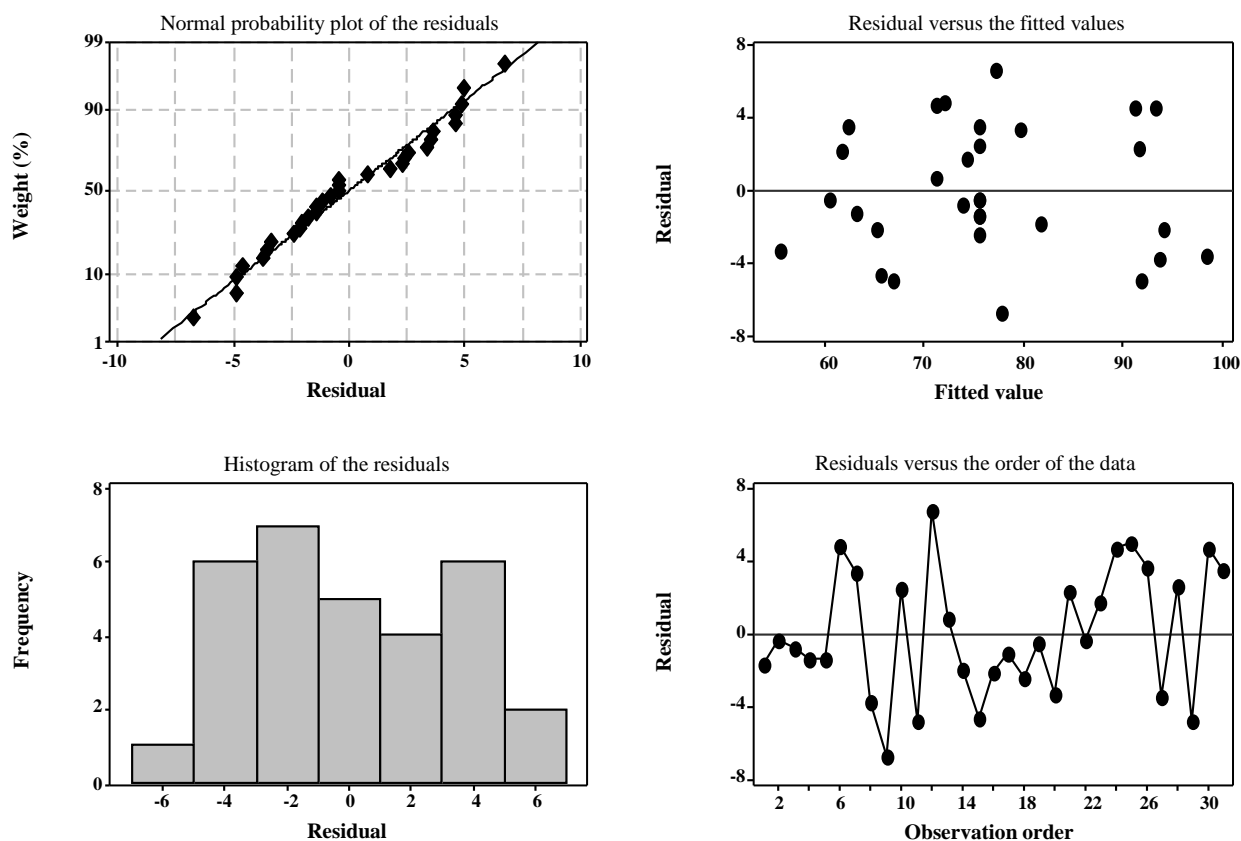 Normal probability plot of the residuals
99
90
50
10
1
Weight (%)
-10 -5 0 5 10
Residual
Residual versus the fitted values
8
4
0
-4
-8
Residual
60 70 80 90 100
Fitted value
Histogram of the residuals
8
6
4
2
0
Frequency
-6 -4 -2 0 2 4 6
Residual
Residuals versus the order of the data
8
4
0
-4
-8
Residual
2 6 10 14 18 22 26 30
Observation order